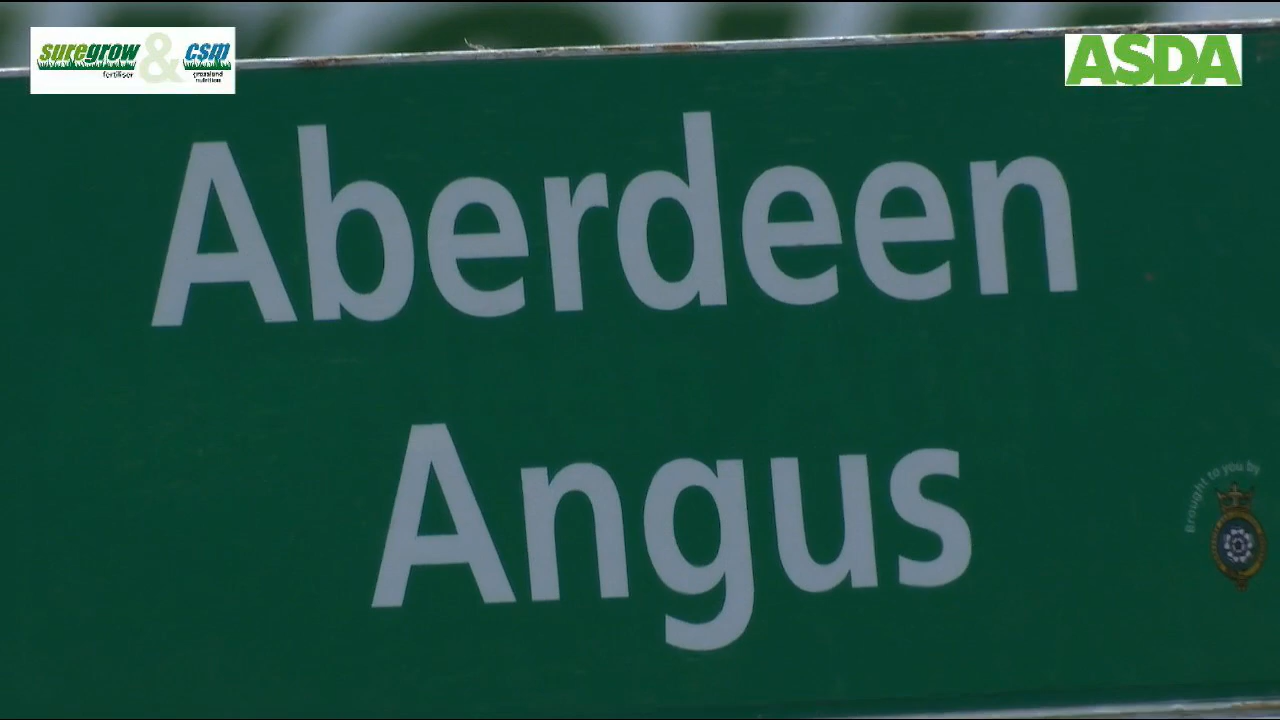 suregrow & csm
fertiliser
grassland
nutrition
ASDA
Aberdeen
Angus
Brought to you by